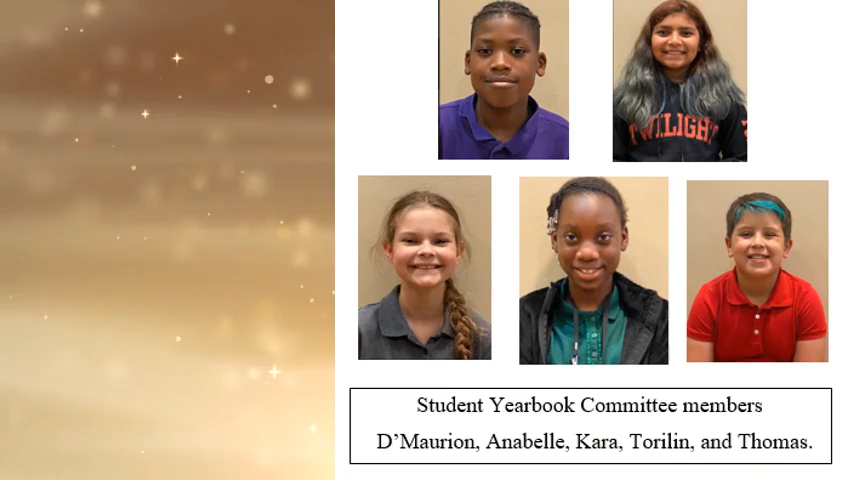 TWILIGHT
Student Yearbook Committee members
D’Maurion, Anabelle, Kara, Torilin, and Thomas.